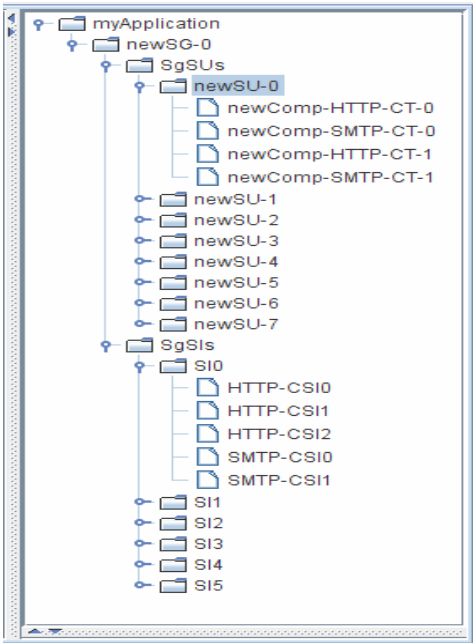 myApplication
newSG-0
SgSUs
newSU-0
newComp-HTTP-CT-0
newComp-SMTP-CT-0
newComp-HTTP-CT-1
newComp-SMTP-CT-1
newSU-1
newSU-2
newSU-3
newSU-4
newSU-5
newSU-6
newSU-7
SgSIs
SI0
HTTP-CSI0
HTTP-CSI1
HTTP-CSI2
SMTP-CSI0
SMTP-CSI1
SI1
SI2
SI3
SI4
SI5